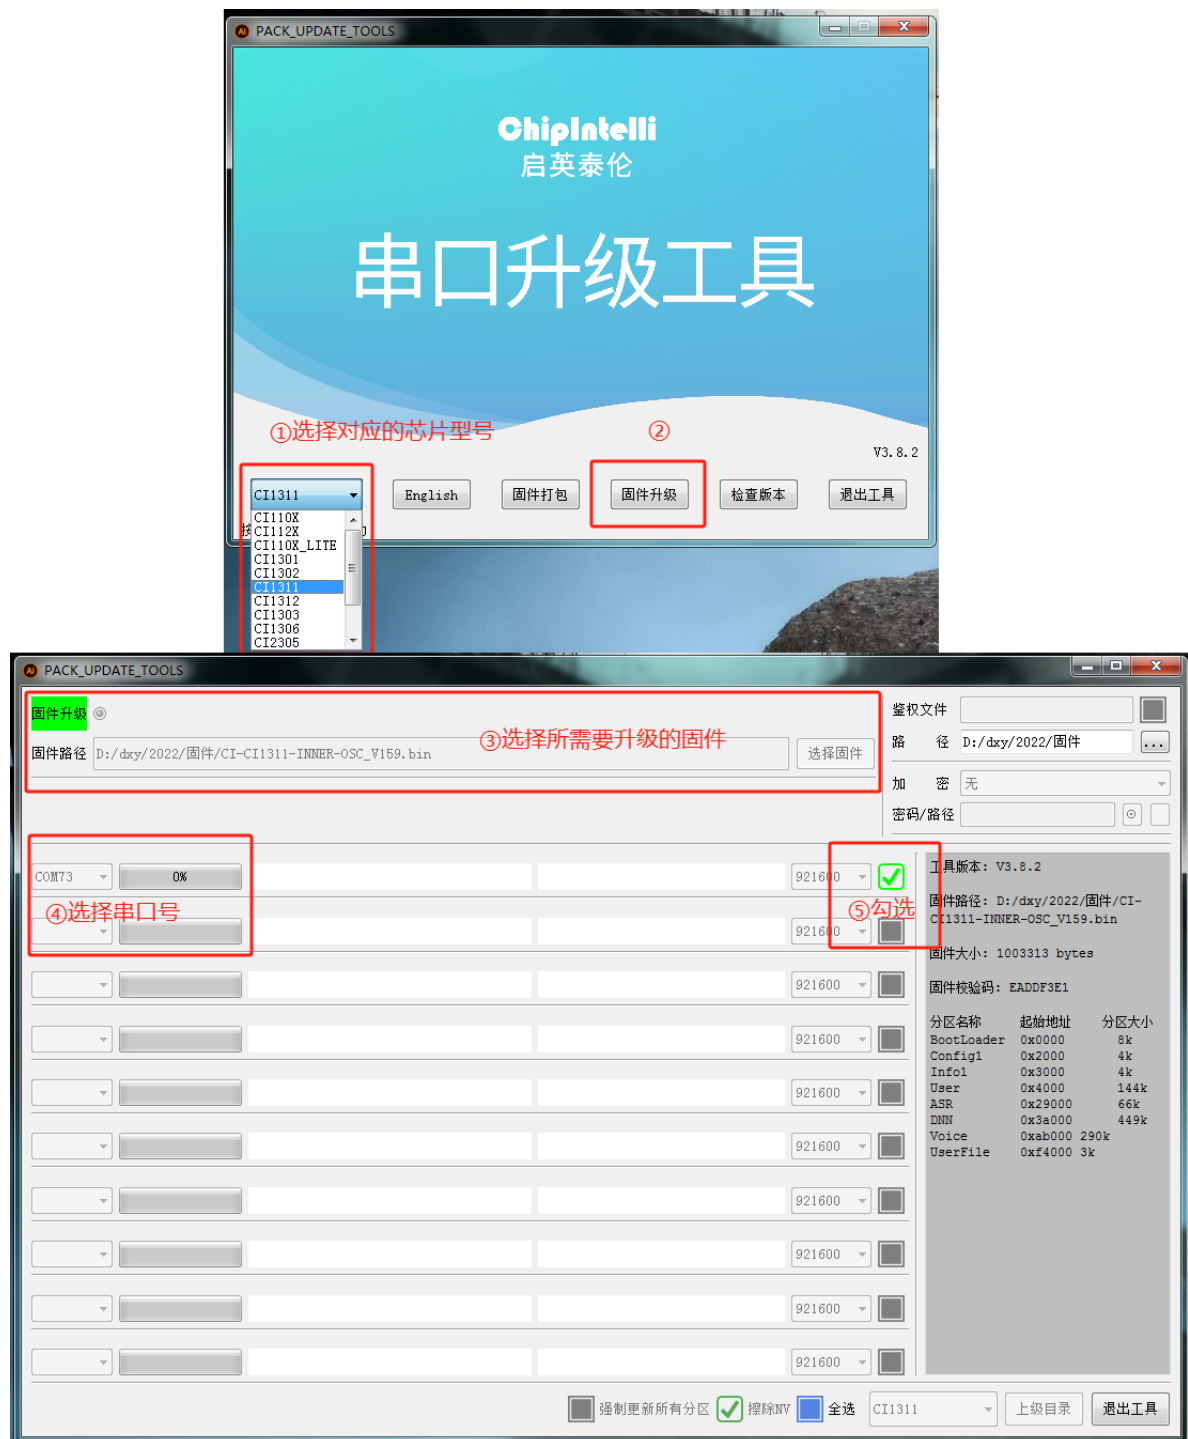 PACK_UPDATE_TOOLS
ChipIntelli
启英泰伦
串口升级工具
①选择对应的芯片型号
②
V3.8.2
CI1311 English 固件打包 固件升级 检查版本 退出工具
CI110X
CI112X
CI110X_LITE
CI1301
CI1302
CI1311
CI1312
CI1303
CI1306
CI2305
PACK_UPDATE_TOOLS
固件升级
③选择所需要升级的固件
固件路径 D:/dxy/2022/固件/CI-CI1311-INNER-OSC_V159.bin 选择固件
鉴权文件
路 径 D:/dxy/2022/固件 ...
加 密 无
密码/路径
COM73 0% 921600
④选择串口号 ⑤勾选
921600
921600
921600
921600
921600
921600
921600
921600
921600
工具版本: V3.8.2
固件路径: D:/dxy/2022/固件/CI-
CI1311-INNER-OSC_V159.bin
固件大小: 1003313 bytes
固件校验码: EADDF3E1
分区名称 起始地址 分区大小
BootLoader 0x0000 8k
Config1 0x2000 4k
Info1 0x3000 4k
User 0x4000 144k
ASR 0x29000 66k
DNN 0x3a000 449k
Voice 0xab000 290k
UserFile 0xf4000 3k
强制更新所有分区 擦除NV 全选 CI1311 上级目录 退出工具